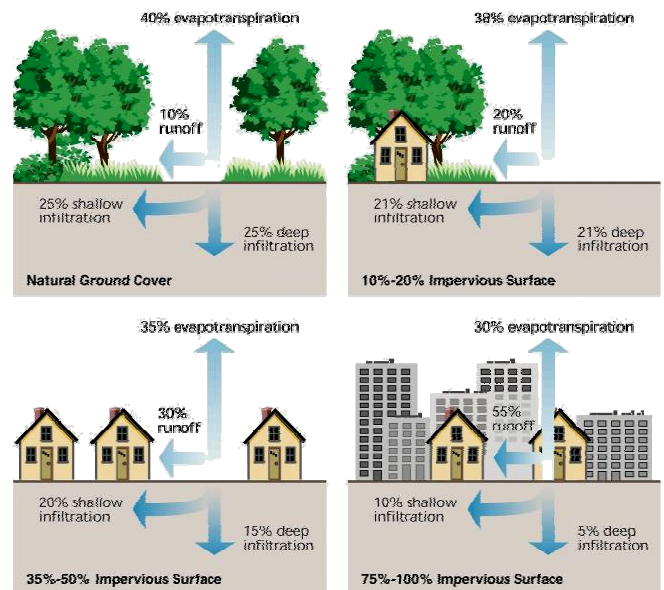 40% evapotranspiration
10%
runoff
25% shallow
infiltration
25% deep
infiltration
Natural Ground Cover
38% evapotranspiration
20%
runoff
21% shallow
infiltration
21% deep
infiltration
10%-20% Impervious Surface
35% evapotranspiration
30%
runoff
20% shallow
infiltration
15% deep
infiltration
35%-50% Impervious Surface
30% evapotranspiration
55%
runoff
10% shallow
infiltration
5% deep
infiltration
75%-100% Impervious Surface